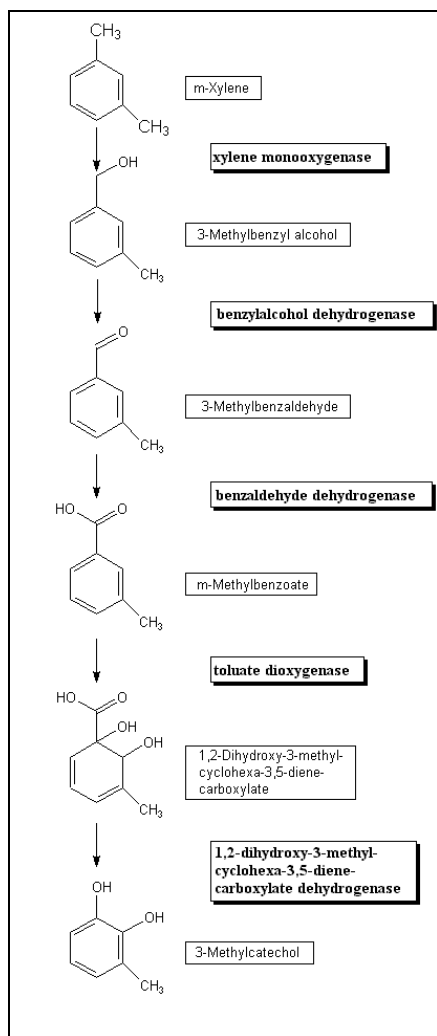 CH3
m-Xylene
CH3
xylene monooxygenase
OH
3-Methylbenzyl alcohol
CH3
benzylalcohol dehydrogenase
O
3-Methylbenzaldehyde
CH3
benzaldehyde dehydrogenase
HO
O
m-Methylbenzoate
CH3
toluate dioxygenase
HO
O
OH
OH
1,2-Dihydroxy-3-methyl-
cyclohexa-3,5-diene-
carboxylate
CH3
1,2-dihydroxy-3-methyl-
cyclohexa-3,5-diene-
carboxylate dehydrogenase
OH
OH
3-Methylcatechol
CH3